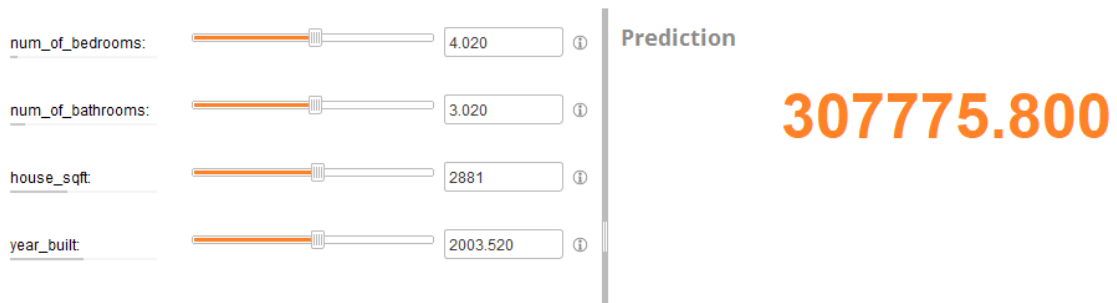 num_of_bedrooms: 4.020
num_of_bathrooms: 3.020
house_sqft: 2881
year_built: 2003.520
Prediction
307775.800